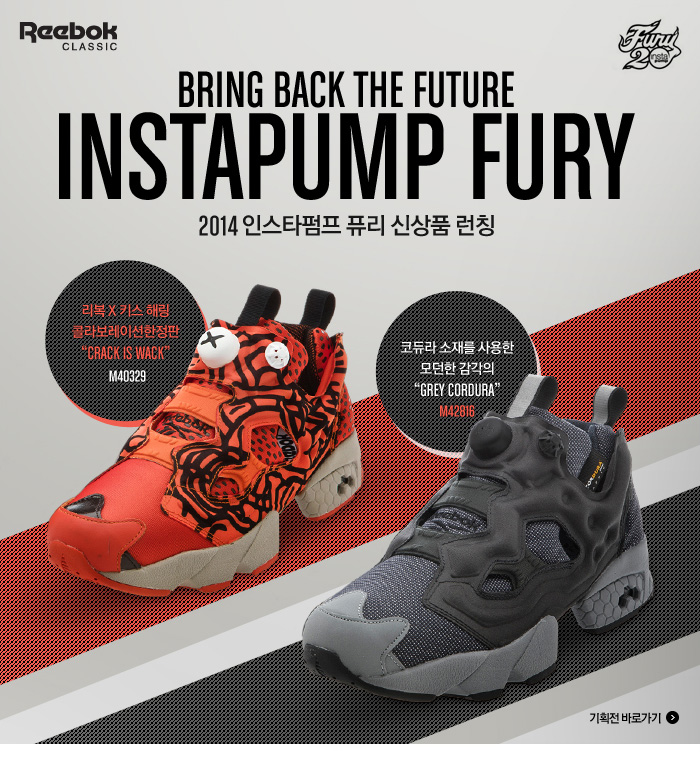 Reebok
CLASSIC
Fury
20
BRING BACK THE FUTURE
INSTAPUMP FURY
2014 인스타펌프 퓨리 신상품 런칭
리복 X 키스 해링
콜라보레이션한정판
“CRACK IS WACK”
M40329
코듀라 소재를 사용한
모던한 감각의
“GREY CORDURA”
M42816
기획전 바로가기